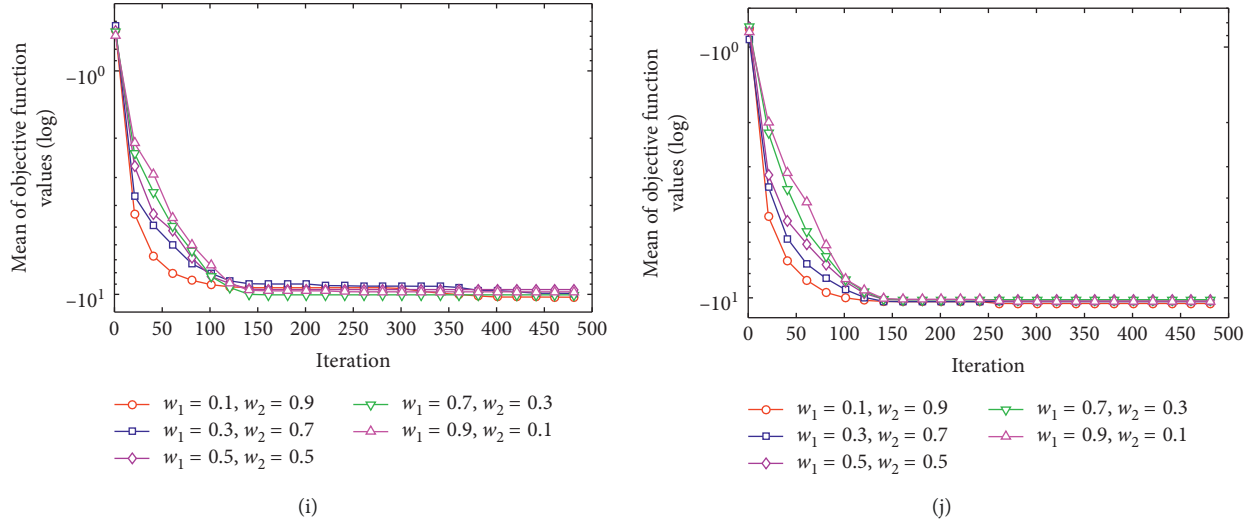 Mean of objective function
values (log)
–10⁰
–10¹
0 50 100 150 200 250 300 350 400 450 500
Iteration
w₁ = 0.1, w₂ = 0.9
w₁ = 0.3, w₂ = 0.7
w₁ = 0.5, w₂ = 0.5
w₁ = 0.7, w₂ = 0.3
w₁ = 0.9, w₂ = 0.1
(i)
Mean of objective function
values (log)
–10⁰
–10¹
0 50 100 150 200 250 300 350 400 450 500
Iteration
w₁ = 0.1, w₂ = 0.9
w₁ = 0.3, w₂ = 0.7
w₁ = 0.5, w₂ = 0.5
w₁ = 0.7, w₂ = 0.3
w₁ = 0.9, w₂ = 0.1
(j)